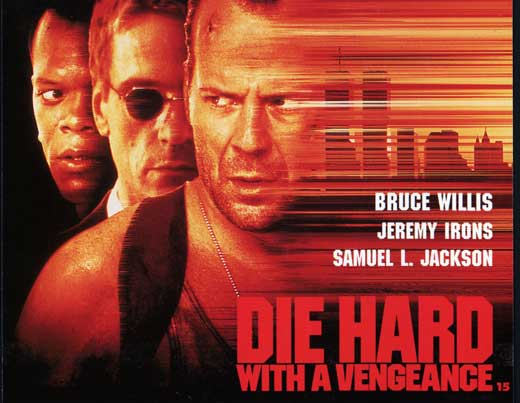 BRUCE WILLIS
JEREMY IRONS
SAMUEL L. JACKSON
DIE HARD
WITH A VENGEANCE
15